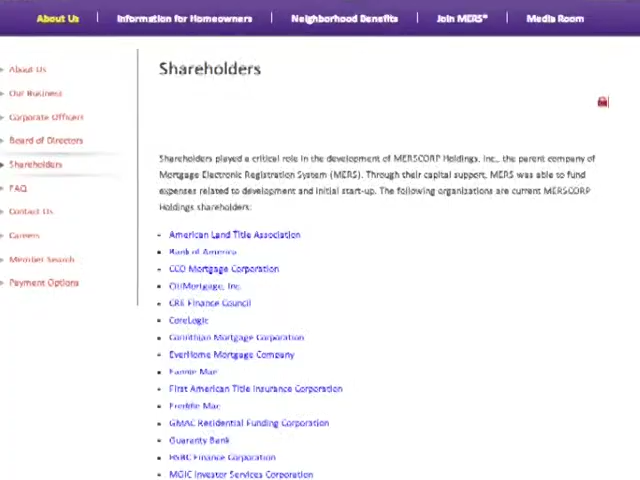 About Us
Information for Homeowners
Neighborhood Benefits
Join MERS®
Media Room
About Us
Our Business
Corporate Officers
Board of Directors
Shareholders
FAQ
Contact Us
Careers
Member Search
Payment Options
Shareholders
Shareholders played a critical role in the development of MERSCORP Holdings, Inc., the parent company of
Mortgage Electronic Registration System (MERS). Through their capital support, MERS was able to fund
expenses related to development and initial start-up. The following organizations are current MERSCORP
Holdings shareholders:
American Land Title Association
Bank of America
CCO Mortgage Corporation
CitiMortgage, Inc.
CRE Finance Council
CoreLogic
Corinthian Mortgage Corporation
EverHome Mortgage Company
Fannie Mae
First American Title Insurance Corporation
Freddie Mac
GMAC Residential Funding Corporation
Guaranty Bank
HSBC Finance Corporation
MGIC Investor Services Corporation